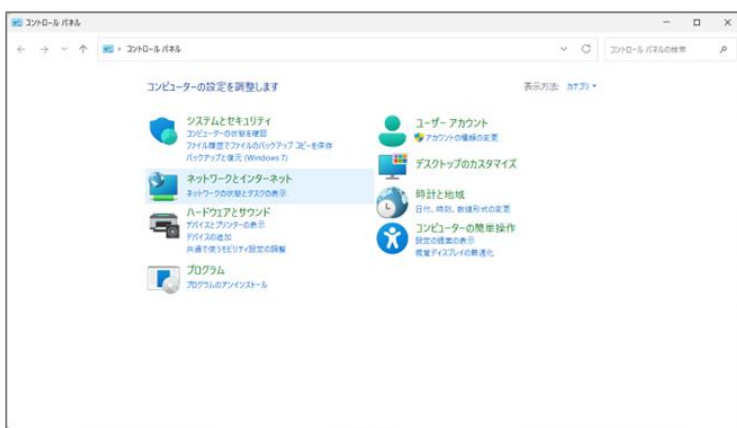 コントロール パネル
コントロール パネル
コントロール パネルの検索
コンピューターの設定を調整します
表示方法: カテゴリ
システムとセキュリティ
コンピューターの状態を確認
ファイル履歴でファイルのバックアップ コピーを保存
バックアップと復元 (Windows 7)
ネットワークとインターネット
ネットワークの状態とタスクの表示
ハードウェアとサウンド
デバイスとプリンターの表示
デバイスの追加
共通で使うモビリティ設定の調整
プログラム
プログラムのアンインストール
ユーザー アカウント
アカウントの種類の変更
デスクトップのカスタマイズ
時計と地域
日付、時刻、数値形式の変更
コンピューターの簡単操作
設定の提案の表示
視覚ディスプレイの最適化